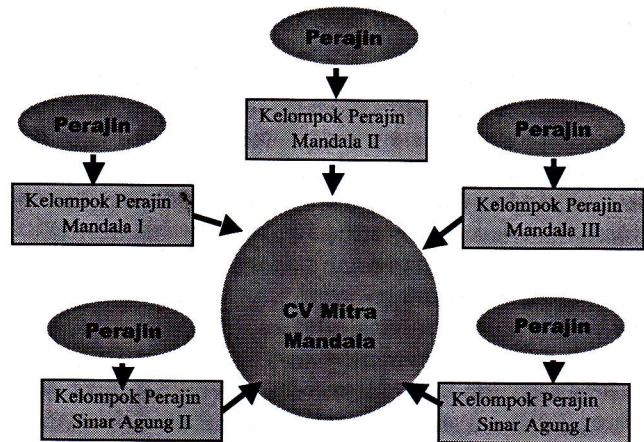 Perajin
Kelompok Perajin
Mandala II
Perajin
Kelompok Perajin
Mandala I
Perajin
Kelompok Perajin
Mandala III
CV Mitra
Mandala
Perajin
Kelompok Perajin
Sinar Agung II
Perajin
Kelompok Perajin
Sinar Agung I